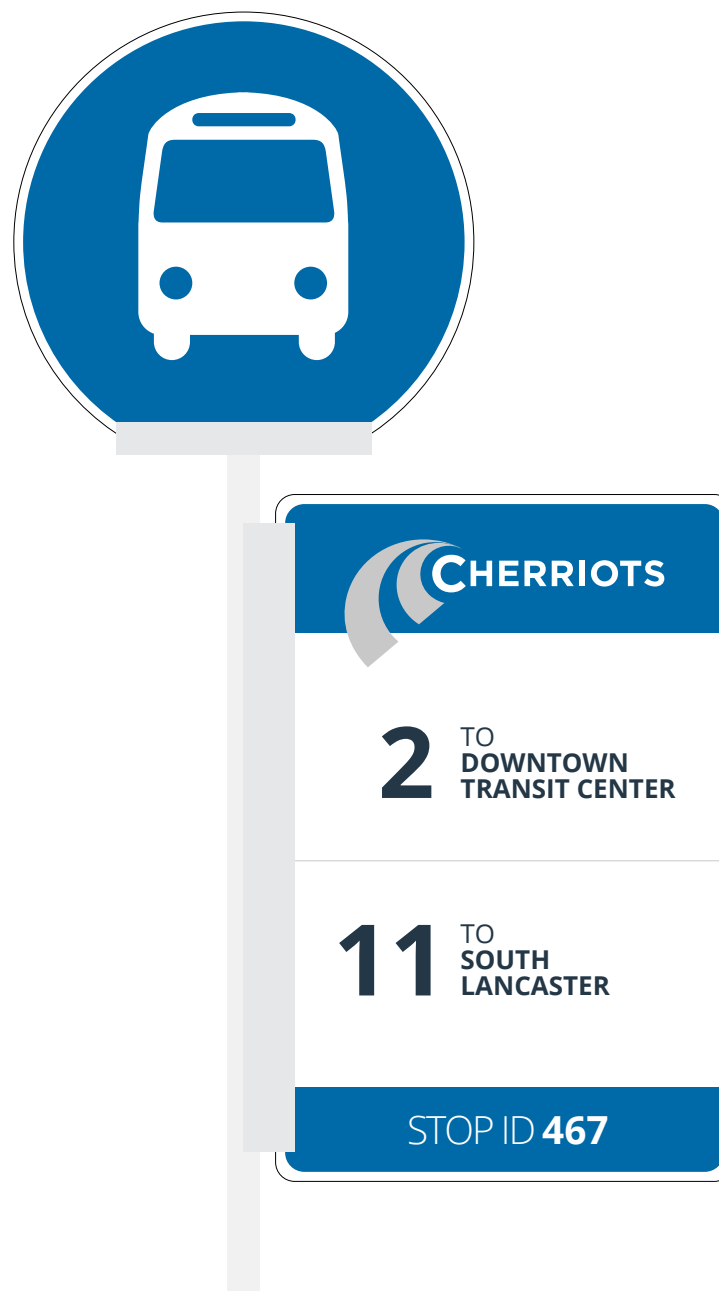 CHERRIOTS
2 TO
DOWNTOWN
TRANSIT CENTER
11 TO
SOUTH
LANCASTER
STOP ID 467